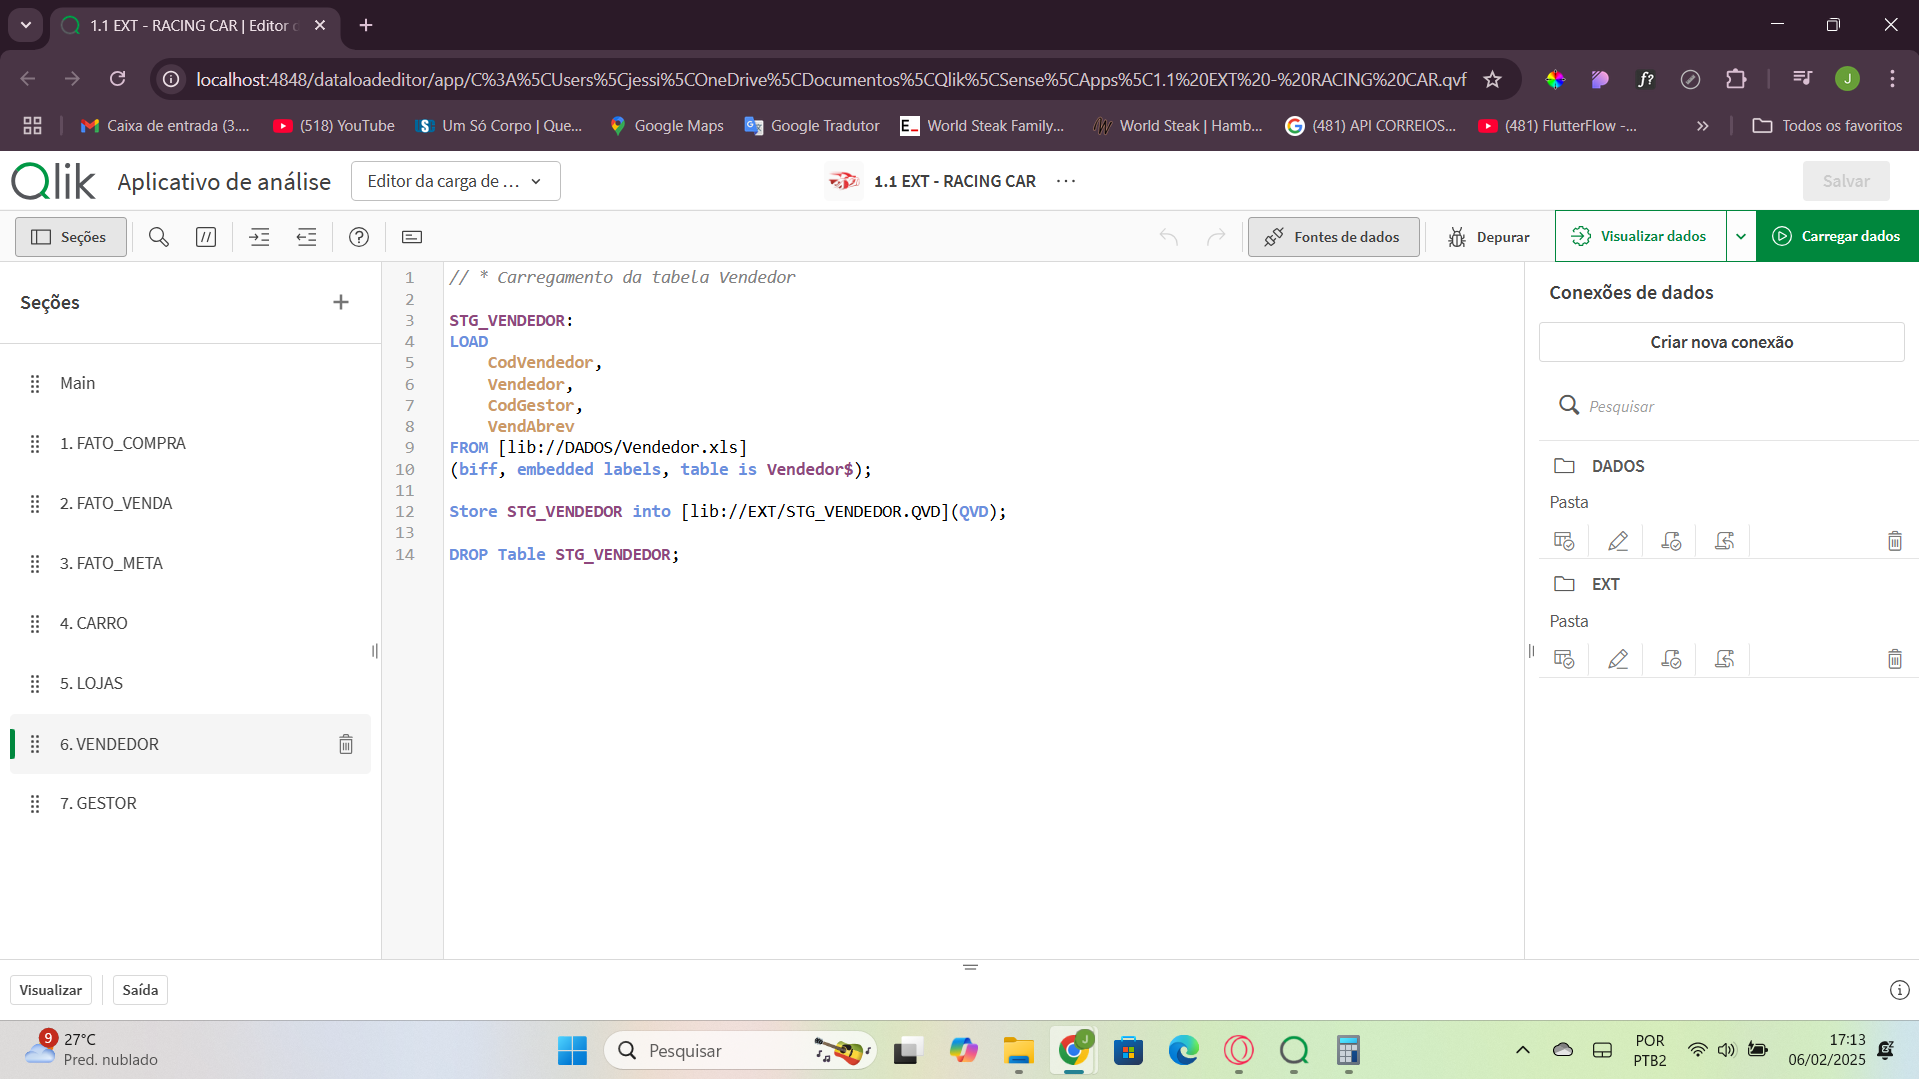 1.1 EXT - RACING CAR | Editor d
localhost:4848/dataloadeditor/app/C%3A%5CUsers%5Cjessi%5COneDrive%5CDocumentos%5CQlik%5CSense%5CApps%5C1.1%20EXT%20-%20RACING%20CAR.qvf
f?
J
Caixa de entrada (3....
(518) YouTube
Um Só Corpo | Que...
Google Maps
Google Tradutor
World Steak Family...
World Steak | Hamb...
(481) API CORREIOS...
(481) FlutterFlow -...
Todos os favoritos
Qlik
Aplicativo de análise
Editor da carga de ...
1.1 EXT - RACING CAR
Salvar
Seções
Fontes de dados
Depurar
Visualizar dados
Carregar dados
Seções
Main
1. FATO_COMPRA
2. FATO_VENDA
3. FATO_META
4. CARRO
5. LOJAS
6. VENDEDOR
7. GESTOR
1 // * Carregamento da tabela Vendedor
2
3 STG_VENDEDOR:
4 LOAD
5 CodVendedor,
6 Vendedor,
7 CodGestor,
8 VendAbrev
9 FROM [lib://DADOS/Vendedor.xls]
10 (biff, embedded labels, table is Vendedor$);
11
12 Store STG_VENDEDOR into [lib://EXT/STG_VENDEDOR.QVD](QVD);
13
14 DROP Table STG_VENDEDOR;
Conexões de dados
Criar nova conexão
Pesquisar
DADOS
Pasta
EXT
Pasta
Visualizar
Saída
9
27°C
Pred. nublado
Pesquisar
J
POR
PTB2
17:13
06/02/2025